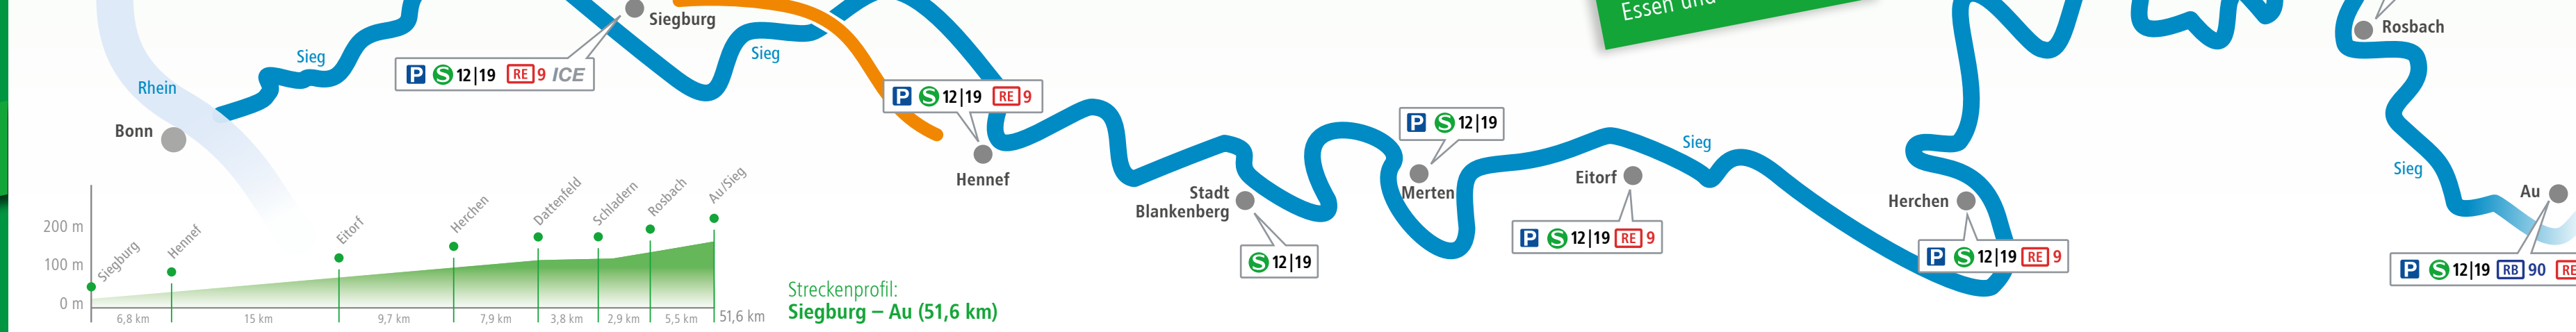 Essen und
Siegburg
Rosbach
Sieg
Sieg
P S 12|19 RE 9 ICE
Rhein
P S 12|19 RE 9
Bonn
P S 12|19
Sieg
Hennef
Stadt
Blankenberg
Merten
Eitorf
Sieg
Herchen
Au
S 12|19
P S 12|19 RE 9
P S 12|19 RE 9
P S 12|19 RB 90 RE
200 m
100 m
0 m
Siegburg
Hennef
Eitorf
Herchen
Dattenfeld
Schladern
Rosbach
Au/Sieg
6,8 km 15 km 9,7 km 7,9 km 3,8 km 2,9 km 5,5 km 51,6 km
Streckenprofil:
Siegburg – Au (51,6 km)